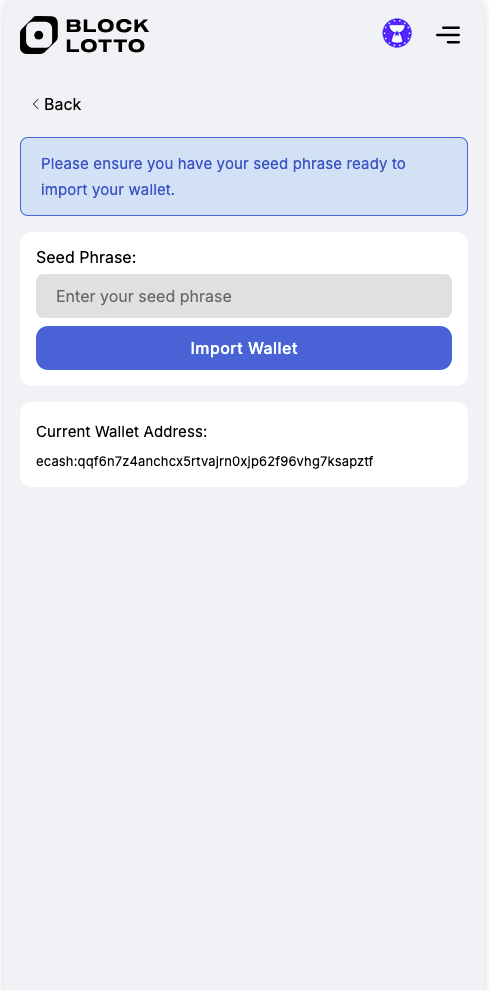 BLOCK
LOTTO
Back
Please ensure you have your seed phrase ready to
import your wallet.
Seed Phrase:
Enter your seed phrase
Import Wallet
Current Wallet Address:
ecash:qqf6n7z4anchcx5rtvajrn0xjp62f96vhg7ksapztf